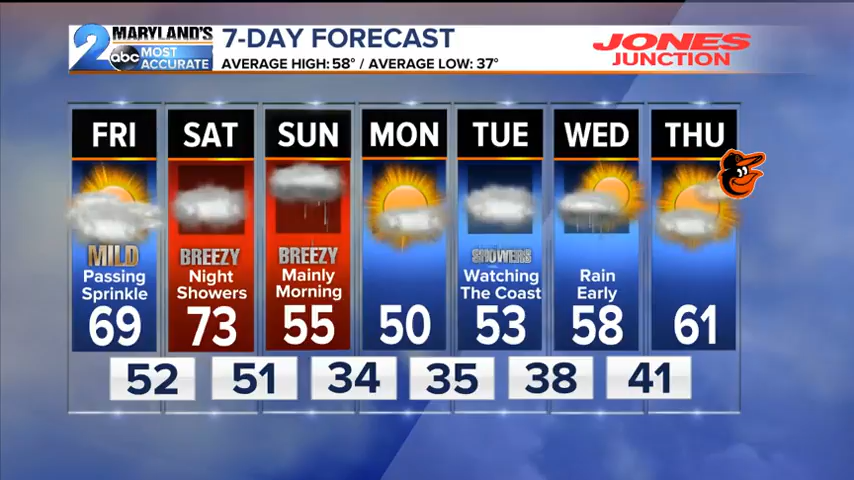 2
MARYLAND'S
abc
MOST
ACCURATE
7-DAY FORECAST
AVERAGE HIGH: 58° / AVERAGE LOW: 37°
JONES
JUNCTION
FRI
SAT
SUN
MON
TUE
WED
THU
MILD
Passing
Sprinkle
69
BREEZY
Night
Showers
73
BREEZY
Mainly
Morning
55
50
SHOWERS
Watching
The Coast
53
Rain
Early
58
61
52
51
34
35
38
41